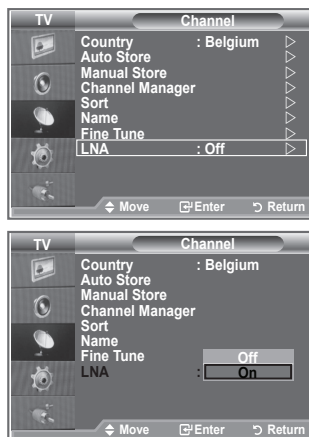 TV Channel
Country : Belgium
Auto Store
Manual Store
Channel Manager
Sort
Name
Fine Tune
LNA : Off
Move Enter Return
TV Channel
Country : Belgium
Auto Store
Manual Store
Channel Manager
Sort
Name
Fine Tune Off
LNA : On
Move Enter Return